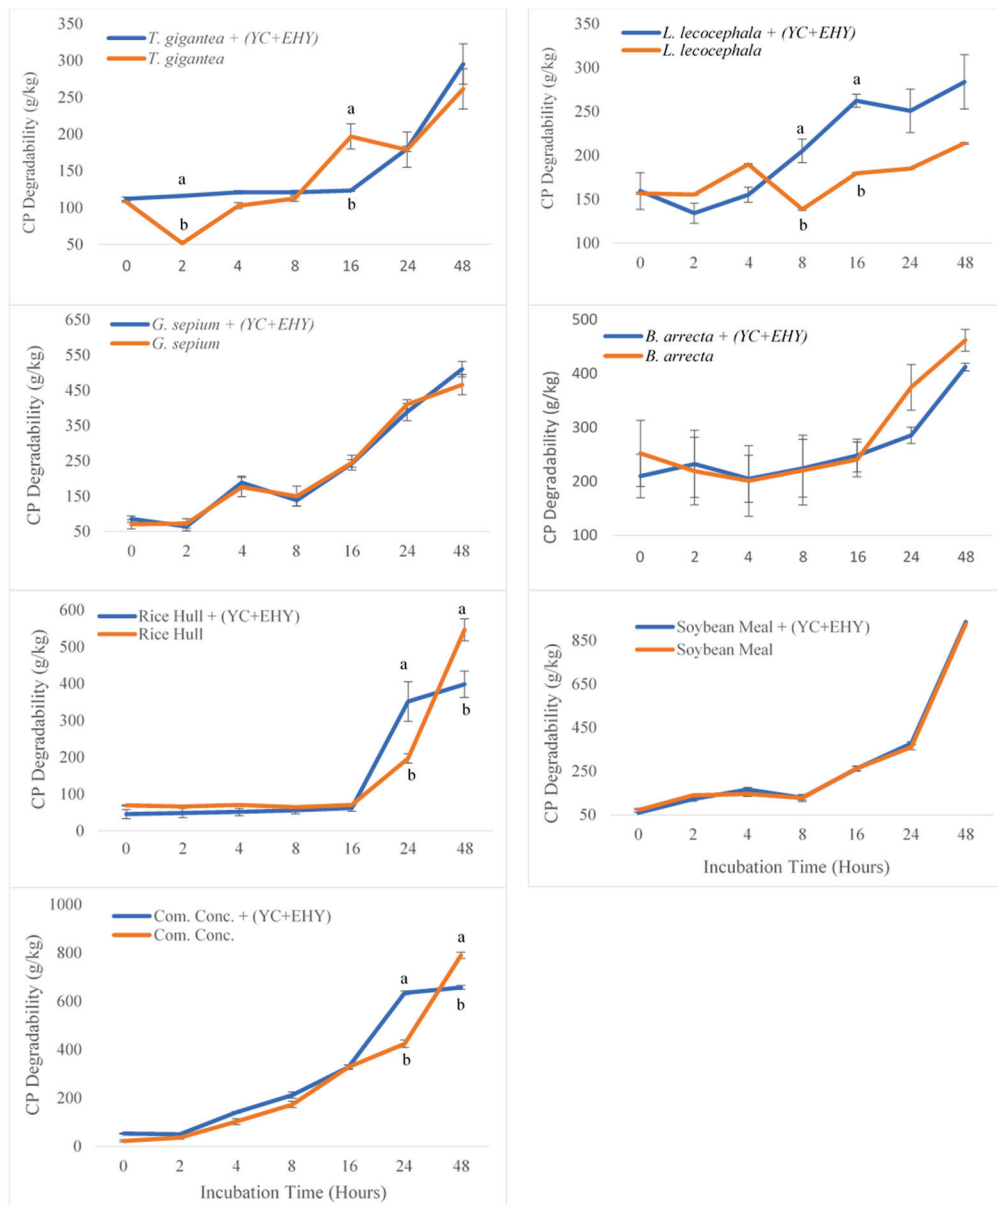 T. gigantea + (YC+EHY)
T. gigantea
CP Degradability (g/kg)
350
300
250
200
150
100
50
a
b
a
b
0 2 4 8 16 24 48
L. lecocephala + (YC+EHY)
L. lecocephala
CP Degradability (g/kg)
350
300
250
200
150
100
a
b
a
b
0 2 4 8 16 24 48
G. sepium + (YC+EHY)
G. sepium
CP Degradability (g/kg)
650
550
450
350
250
150
50
0 2 4 8 16 24 48
B. arrecta + (YC+EHY)
B. arrecta
CP Degradability (g/kg)
500
400
300
200
100
0 2 4 8 16 24 48
Rice Hull + (YC+EHY)
Rice Hull
CP Degradability (g/kg)
600
500
400
300
200
100
0
a
b
a
b
0 2 4 8 16 24 48
Soybean Meal + (YC+EHY)
Soybean Meal
CP Degradability (g/kg)
850
650
450
250
50
0 2 4 8 16 24 48
Incubation Time (Hours)
Com. Conc. + (YC+EHY)
Com. Conc.
CP Degradability (g/kg)
1000
800
600
400
200
0
a
b
a
b
0 2 4 8 16 24 48
Incubation Time (Hours)